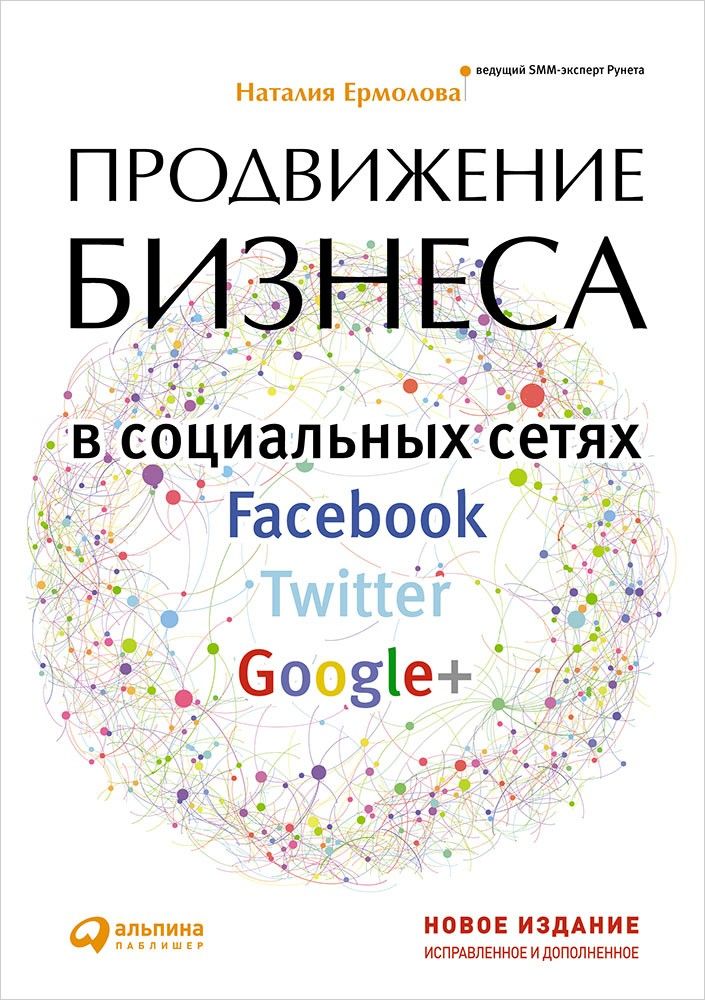 ведущий SMM-эксперт Рунета
Наталия Ермолова
ПРОДВИЖЕНИЕ
БИЗНЕСА
в социальных сетях
Facebook
Twitter
Google+
альпина
ПАБЛИШЕР
НОВОЕ ИЗДАНИЕ
ИСПРАВЛЕННОЕ И ДОПОЛНЕННОЕ